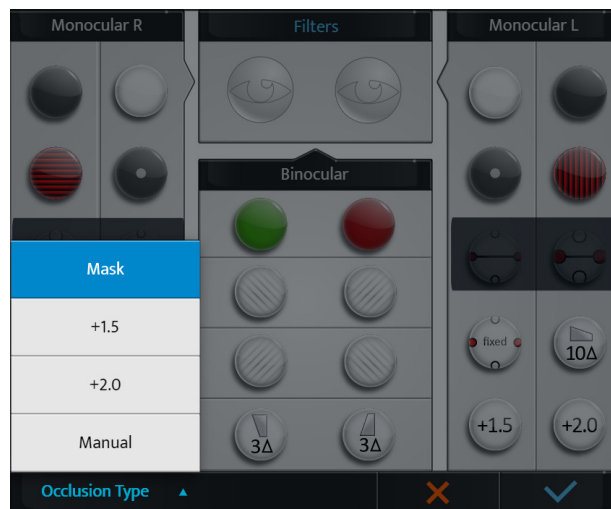 Monocular R
Filters
Monocular L
Binocular
Mask
+1.5
+2.0
Manual
fixed
10Δ
3Δ
3Δ
+1.5
+2.0
Occlusion Type